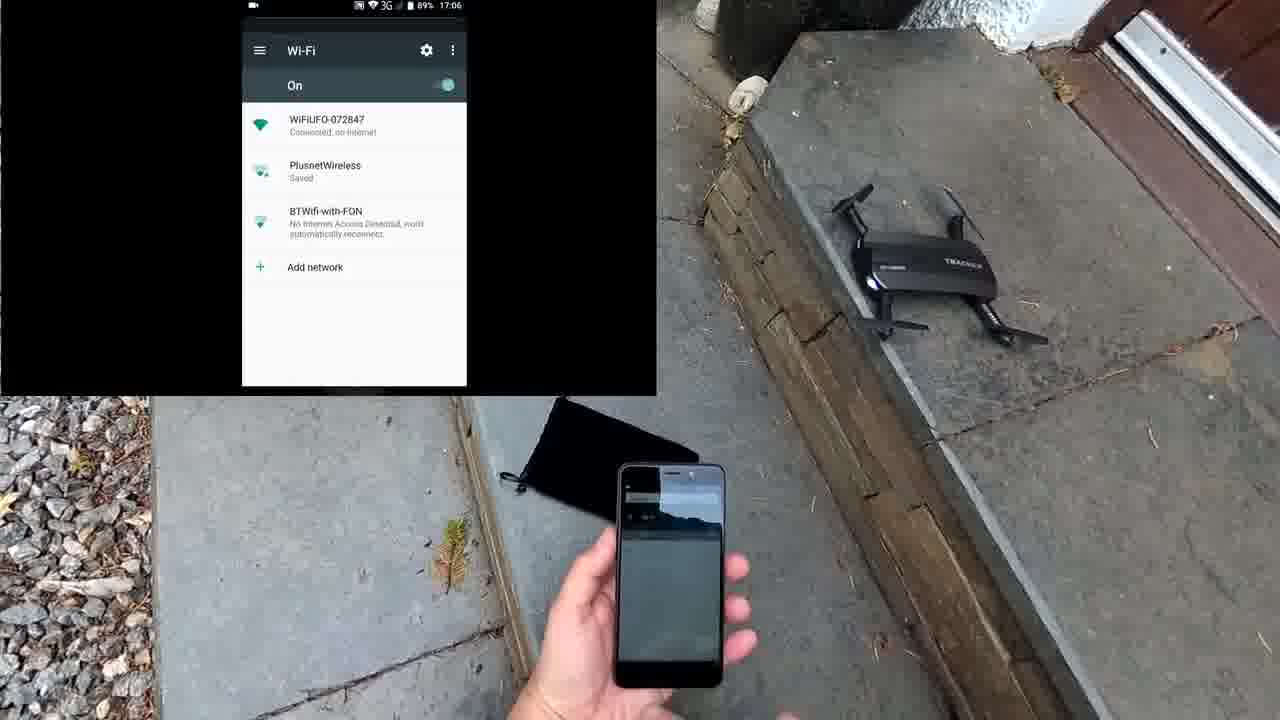 3G 89% 17:06
Wi-Fi
On
WiFiUFO-072847
Connected, no Internet
PlusnetWireless
Saved
BTWifi-with-FON
No Internet Access Detected, won't
automatically reconnect.
Add network
TRACKER